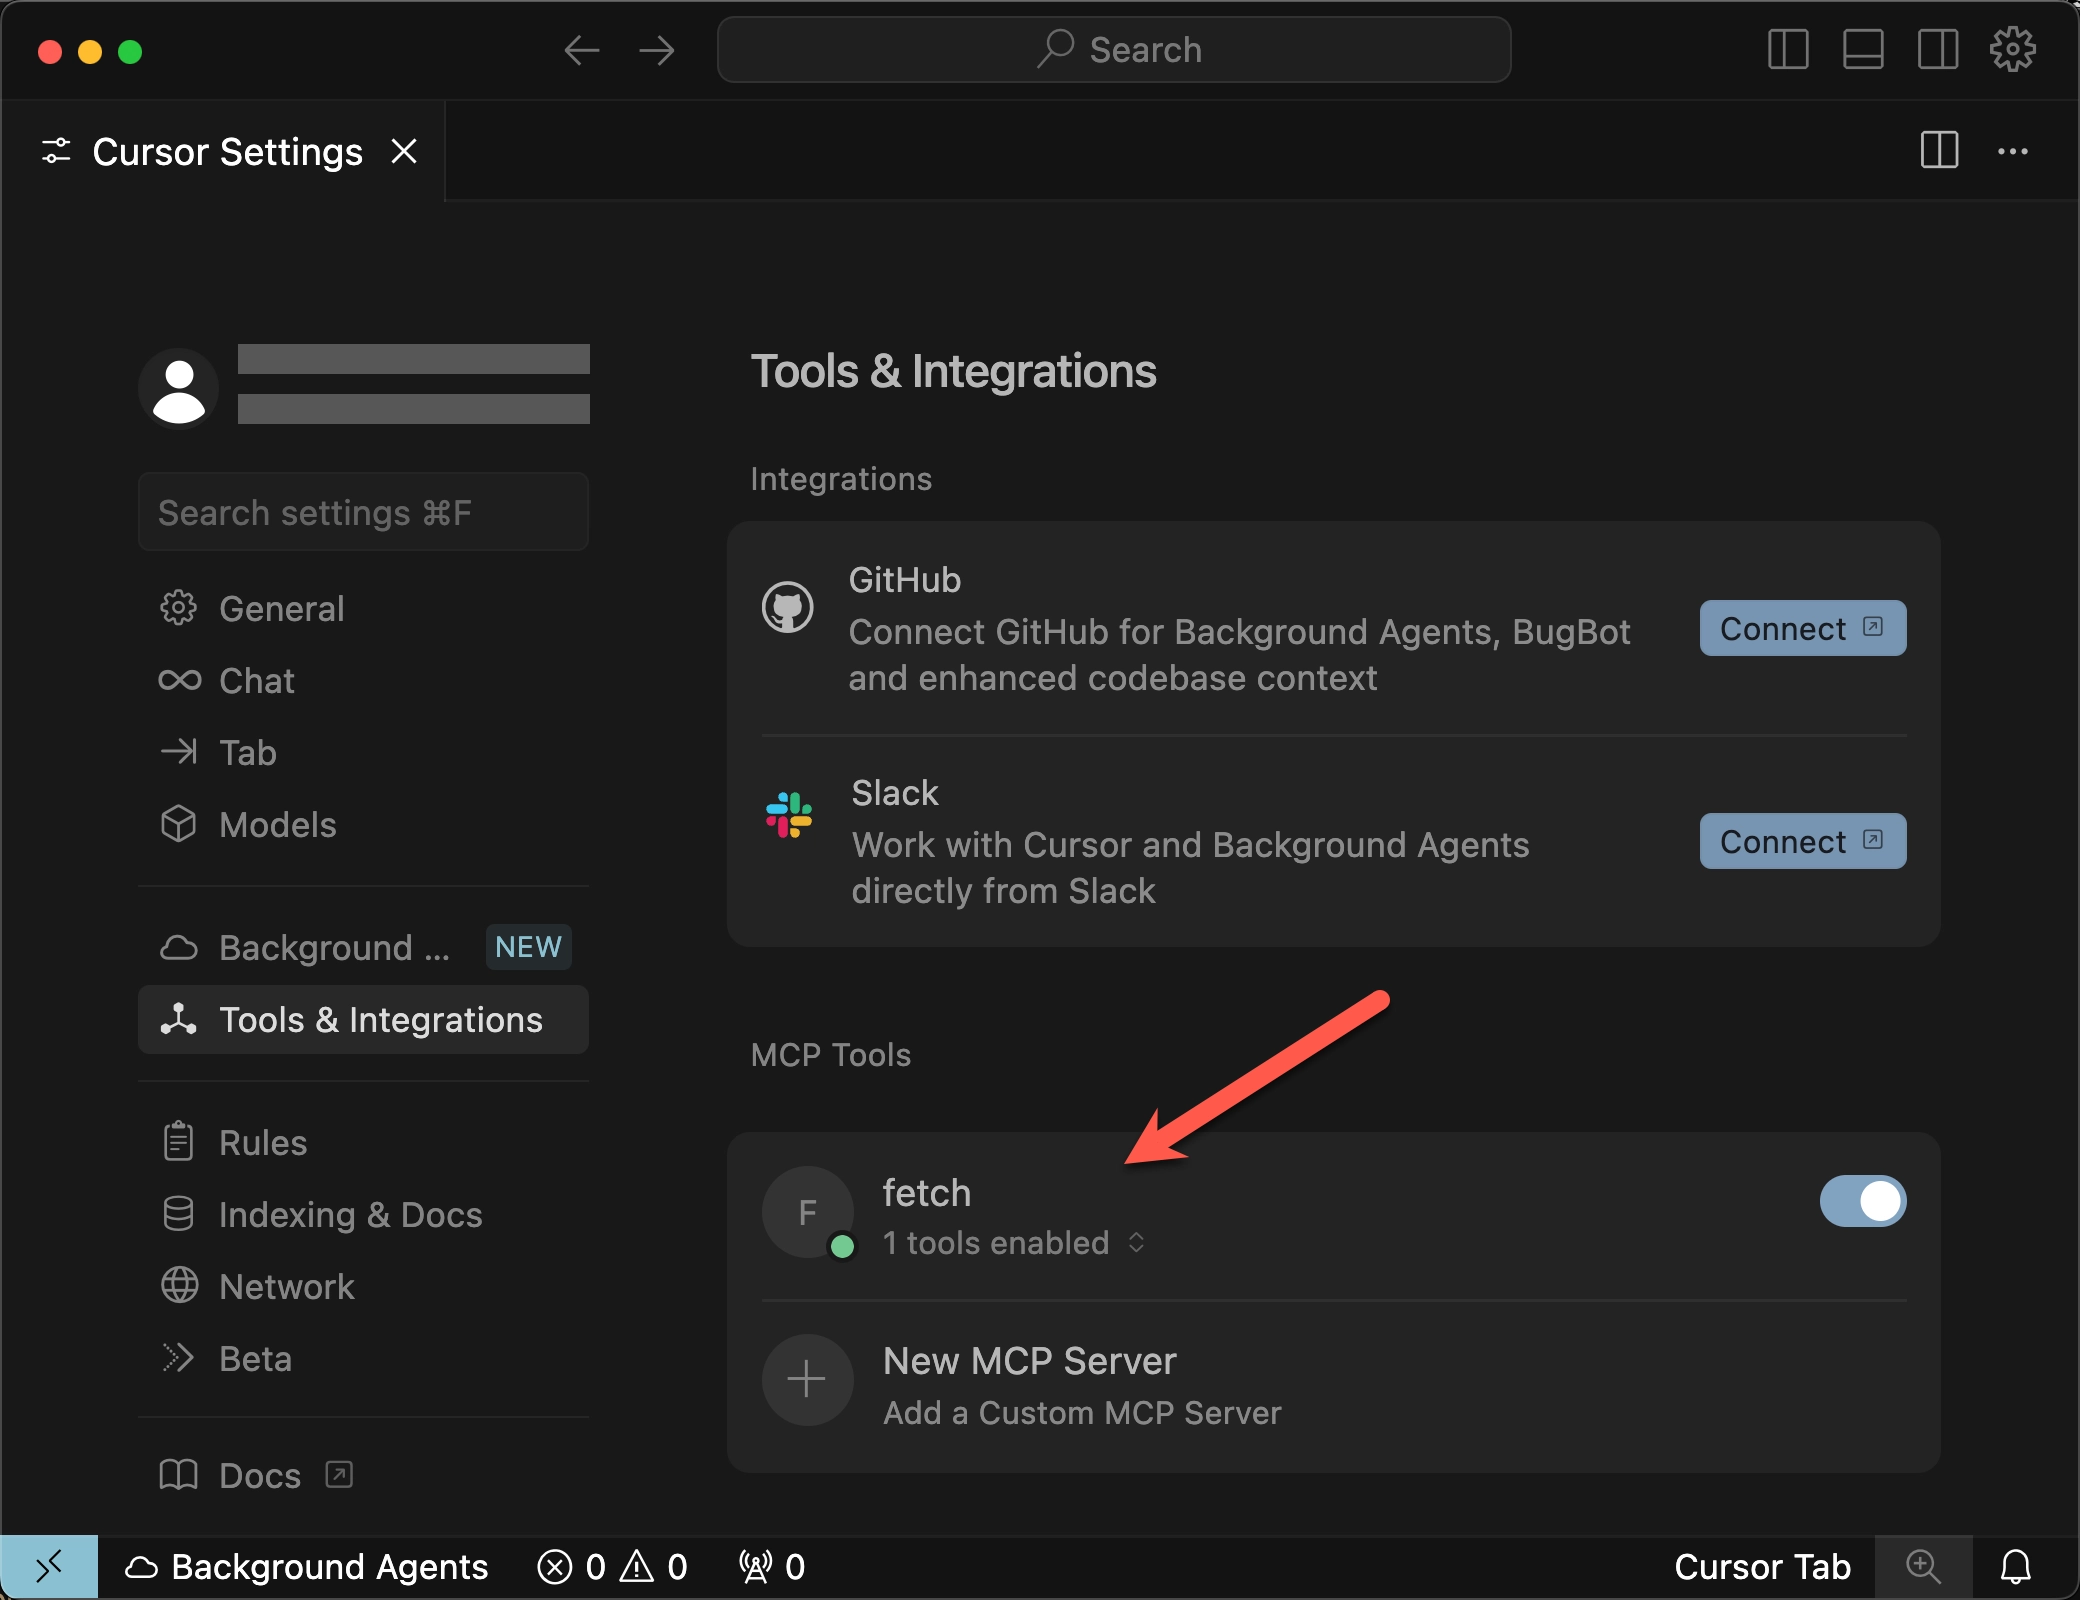 Search
Cursor Settings
Search settings ⌘F
General
Chat
Tab
Models
Background ...
NEW
Tools & Integrations
Rules
Indexing & Docs
Network
Beta
Docs
Tools & Integrations
Integrations
GitHub
Connect GitHub for Background Agents, BugBot
and enhanced codebase context
Connect
Slack
Work with Cursor and Background Agents
directly from Slack
Connect
MCP Tools
F
fetch
1 tools enabled
New MCP Server
Add a Custom MCP Server
Background Agents 0 0 0
Cursor Tab